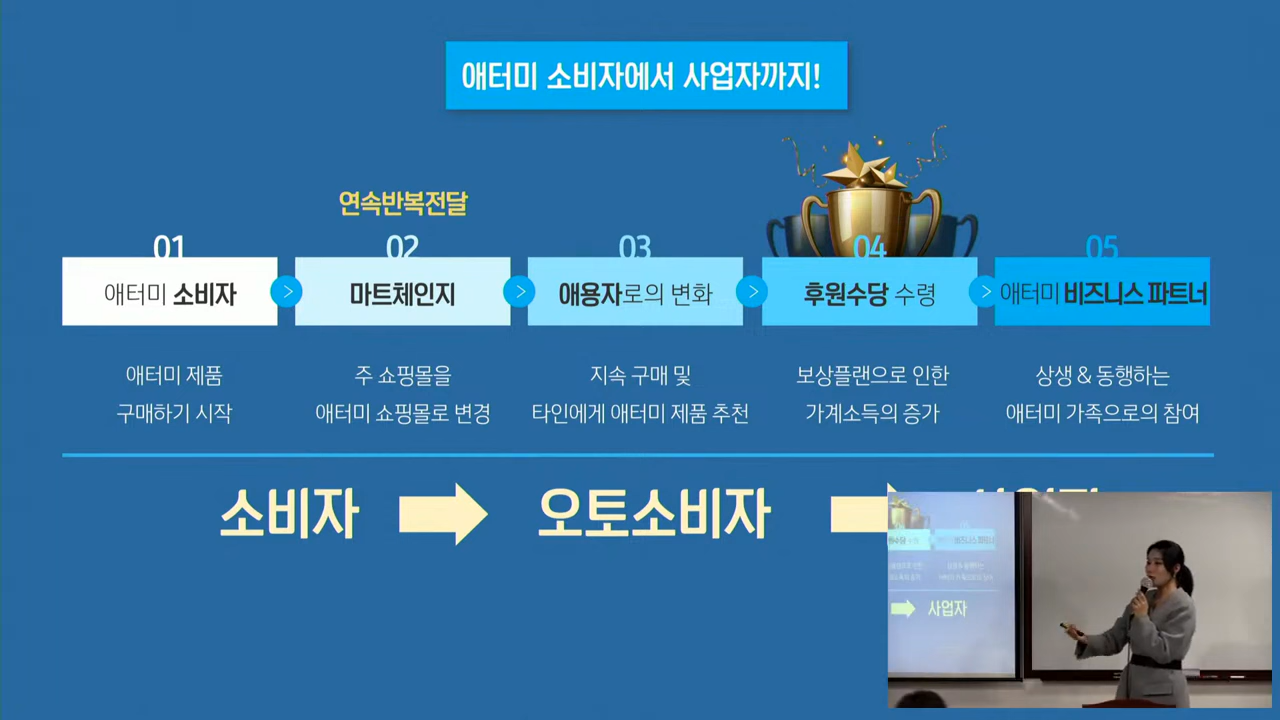 애터미 소비자에서 사업자까지!
연속반복전달
01
02
03
04
05
애터미 소비자
마트체인지
애용자로의 변화
후원수당 수령
애터미 비즈니스 파트너
애터미 제품
구매하기 시작
주 쇼핑몰을
애터미 쇼핑몰로 변경
지속 구매 및
타인에게 애터미 제품 추천
보상플랜으로 인한
가계소득의 증가
상생 & 동행하는
애터미 가족으로의 참여
소비자
오토소비자
사업자